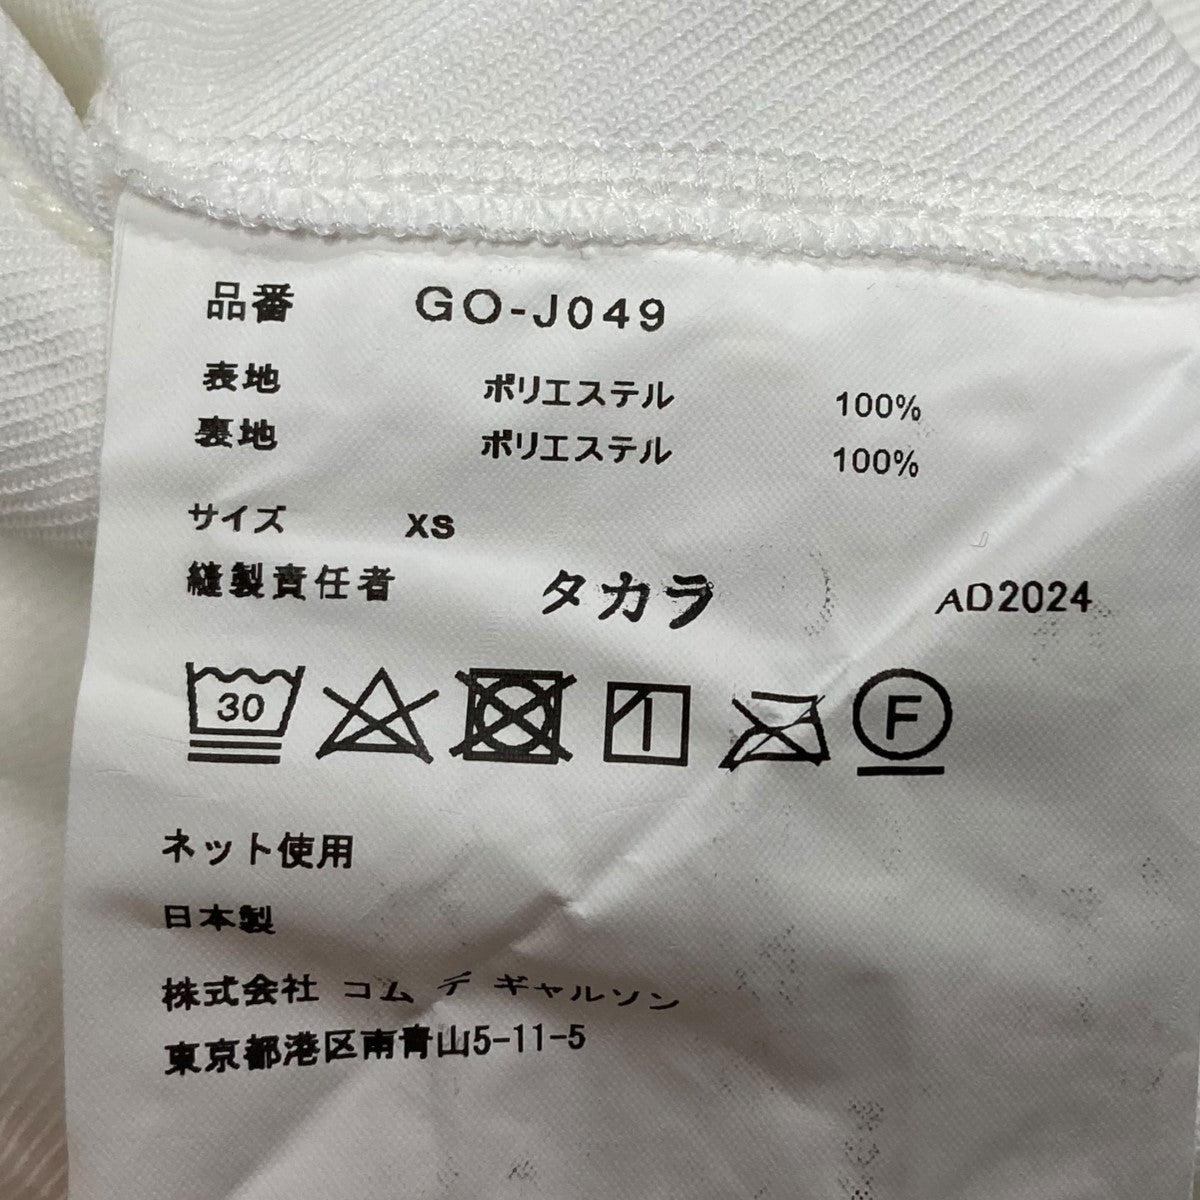 品番 GO-J049
表地 ポリエステル 100%
裏地 ポリエステル 100%
サイズ XS
縫製責任者 タカラ AD2024
30 F
ネット使用
日本製
株式会社 コム デ ギャルソン
東京都港区南青山5-11-5